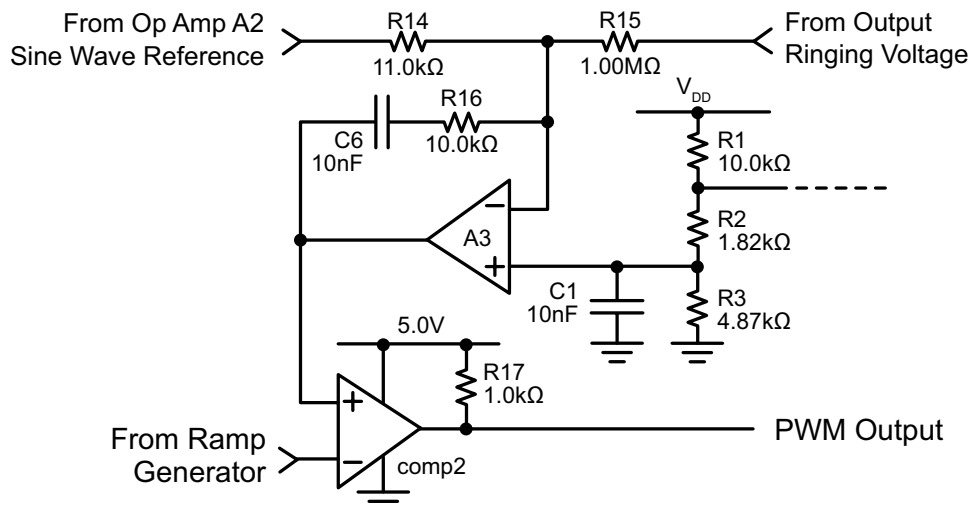 From Op Amp A2
Sine Wave Reference
R14
11.0kΩ
R15
1.00MΩ
From Output
Ringing Voltage
C6
10nF
R16
10.0kΩ
VDD
R1
10.0kΩ
R2
1.82kΩ
A3
−
+
C1
10nF
R3
4.87kΩ
5.0V
R17
1.0kΩ
+
−
comp2
From Ramp
Generator
PWM Output